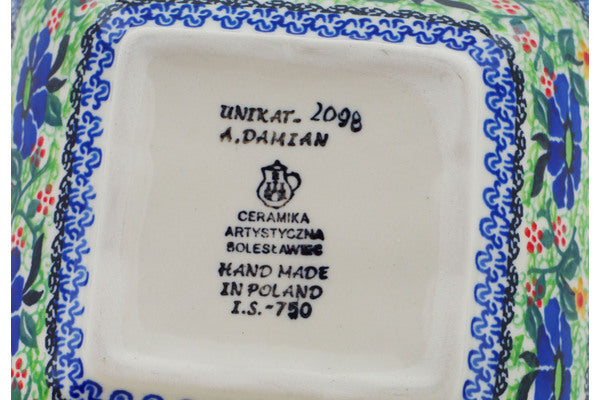 UNIKAT-2098
A.DAMIAN
CERAMIKA
ARTYSTYCZNA
BOLESŁAWIEC
HAND MADE
IN POLAND
I.S.-750